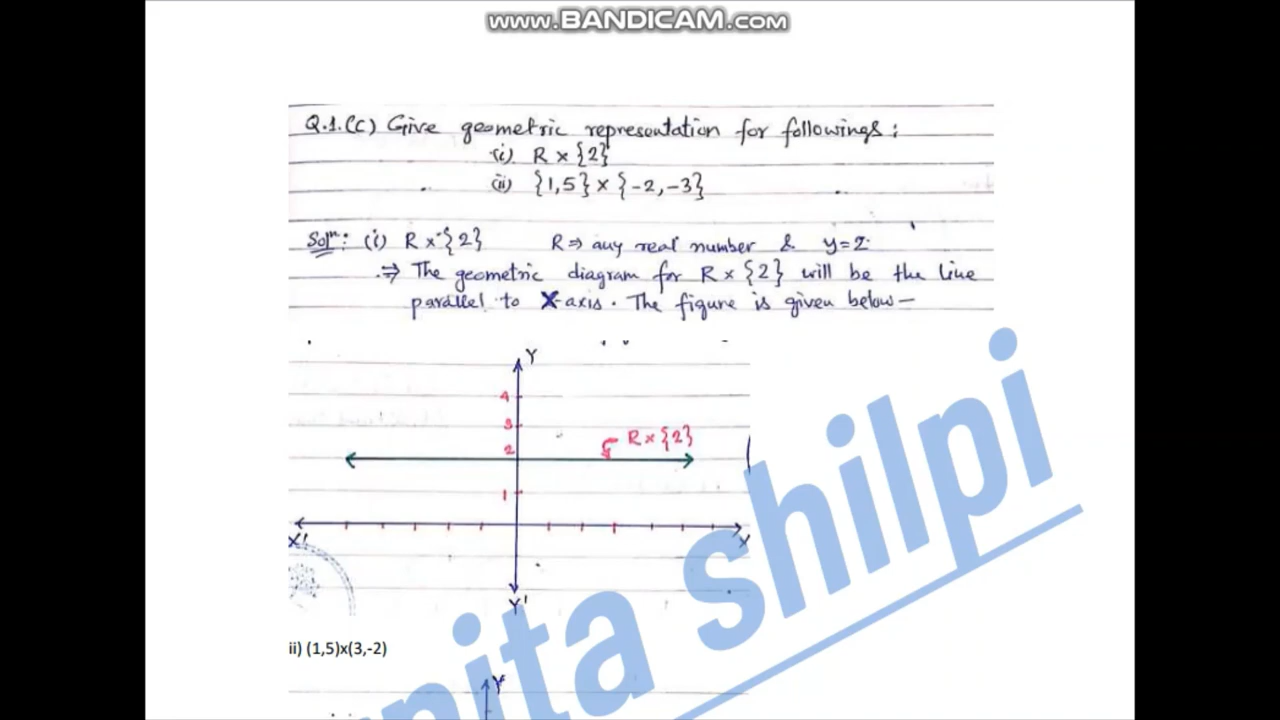 www.BANDICAM.com
Q.1.(C) Give geometric representation for followings:
(i) R × {2}
(ii) {1,5} × {-2,-3}
Solⁿ: (i) R × {2} R ⇒ any real number & y=2
⇒ The geometric diagram for R × {2} will be the line
parallel to X-axis. The figure is given below—
Y
4
3
R × {2}
2
1
X' X
Y'
ii) (1,5)x(3,-2)
Y
nita shilpi